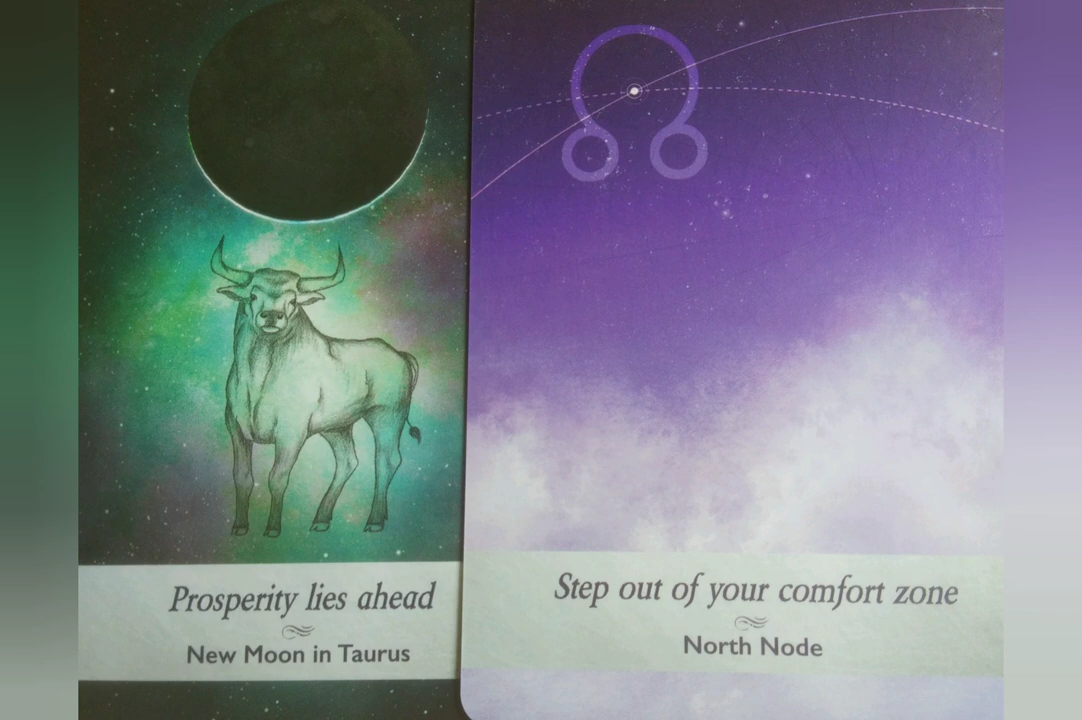 Prosperity lies ahead
New Moon in Taurus
Step out of your comfort zone
North Node